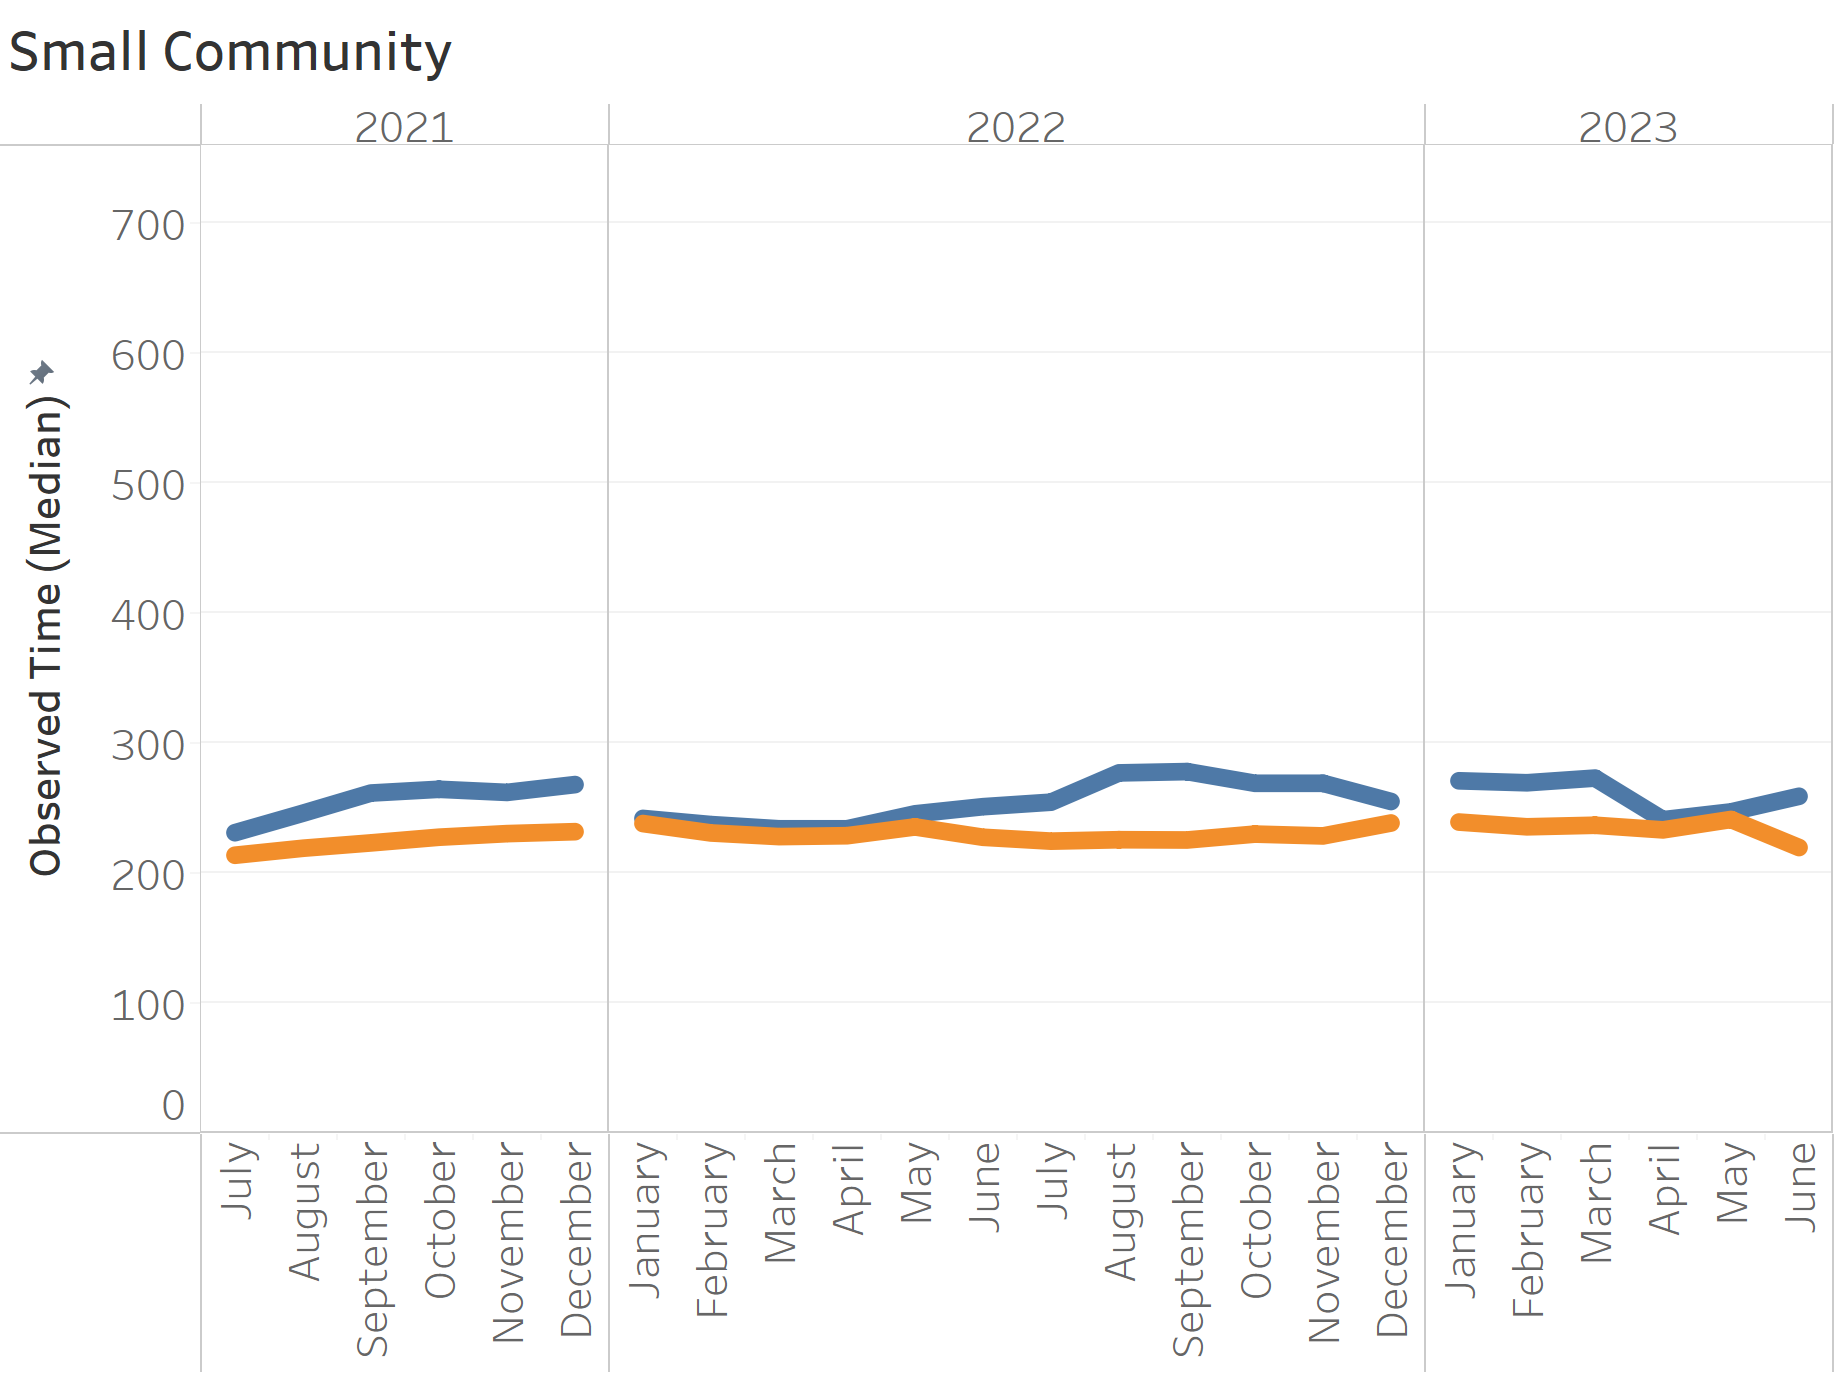 Small Community
2021 2022 2023
Observed Time (Median)
700
600
500
400
300
200
100
0
July August September October November December January February March April May June July August September October November December January February March April May June